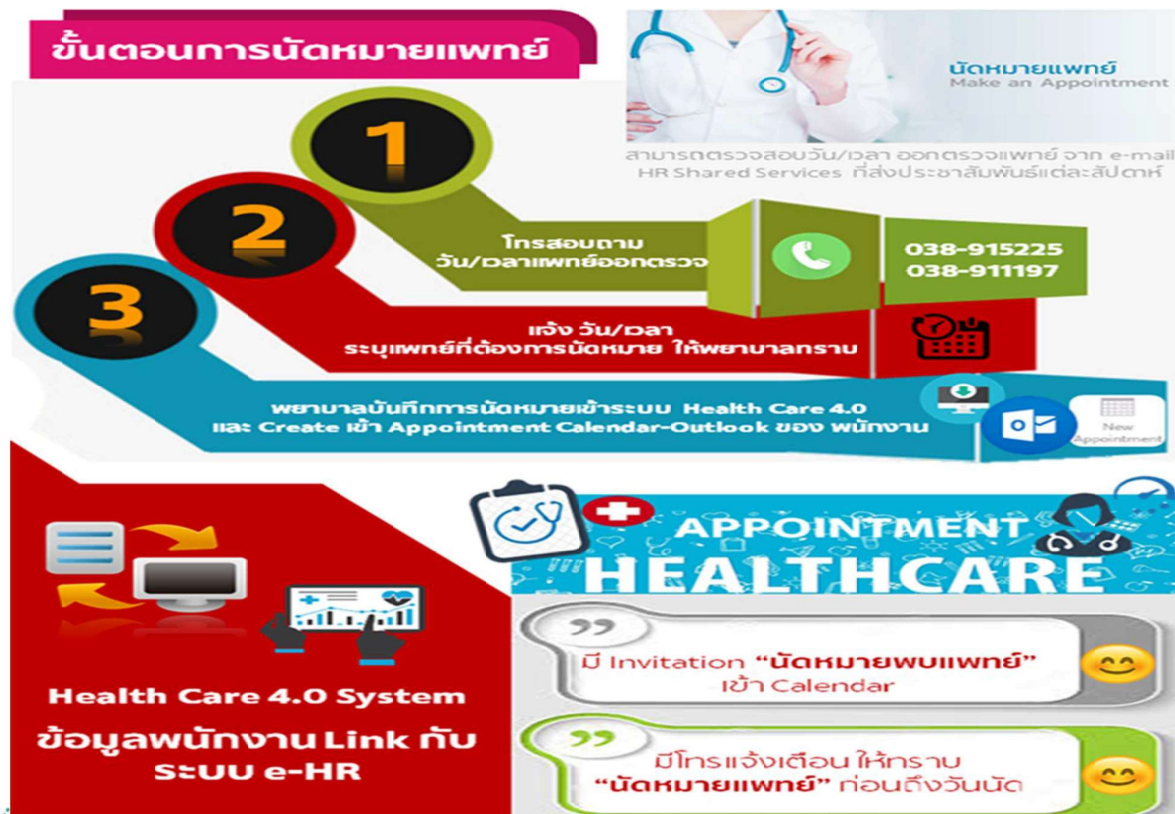 ขั้นตอนการนัดหมายแพทย์
นัดหมายแพทย์
Make an Appointment
สามารถตรวจสอบวัน/เวลา ออกตรวจแพทย์ จาก e-mail
HR Shared Services ที่ส่งประชาสัมพันธ์แต่ละสัปดาห์
1
โทรสอบถาม
วัน/เวลาแพทย์ออกตรวจ
038-915225
038-911197
2
แจ้ง วัน/เวลา
ระบุแพทย์ที่ต้องการนัดหมาย ให้พยาบาลทราบ
3
พยาบาลบันทึกการนัดหมายเข้าระบบ Health Care 4.0
และ Create เข้า Appointment Calendar-Outlook ของ พนักงาน
New
Appointment
APPOINTMENT
HEALTHCARE
Health Care 4.0 System
ข้อมูลพนักงาน Link กับ
ระบบ e-HR
มี Invitation “นัดหมายพบแพทย์”
เข้า Calendar
มีโทรแจ้งเตือน ให้ทราบ
“นัดหมายแพทย์” ก่อนถึงวันนัด